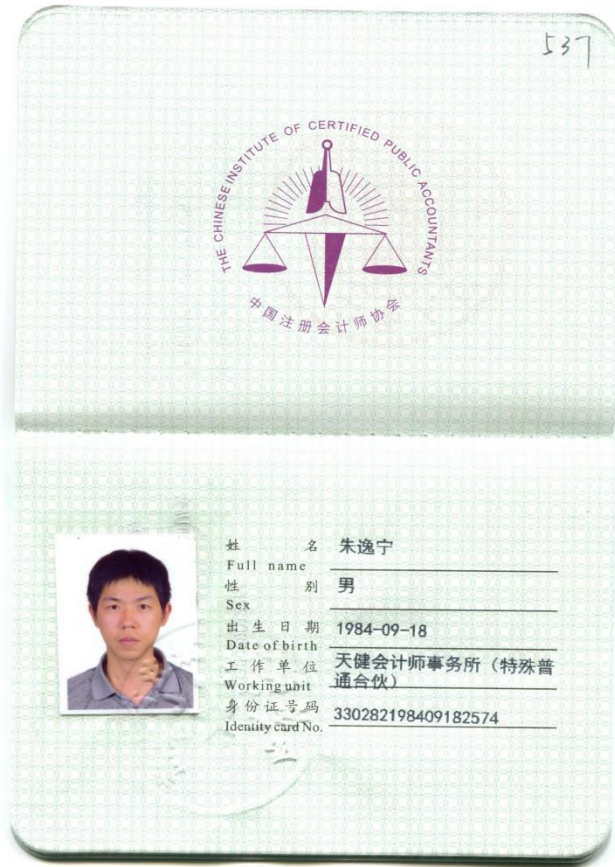 537
THE CHINESE INSTITUTE OF CERTIFIED PUBLIC ACCOUNTANTS
中国注册会计师协会
姓 名 朱逸宁
Full name
性 别 男
Sex
出生日期 1984-09-18
Date of birth
工作单位 天健会计师事务所（特殊普
Working unit 通合伙）
身份证号码 330282198409182574
Identity card No.